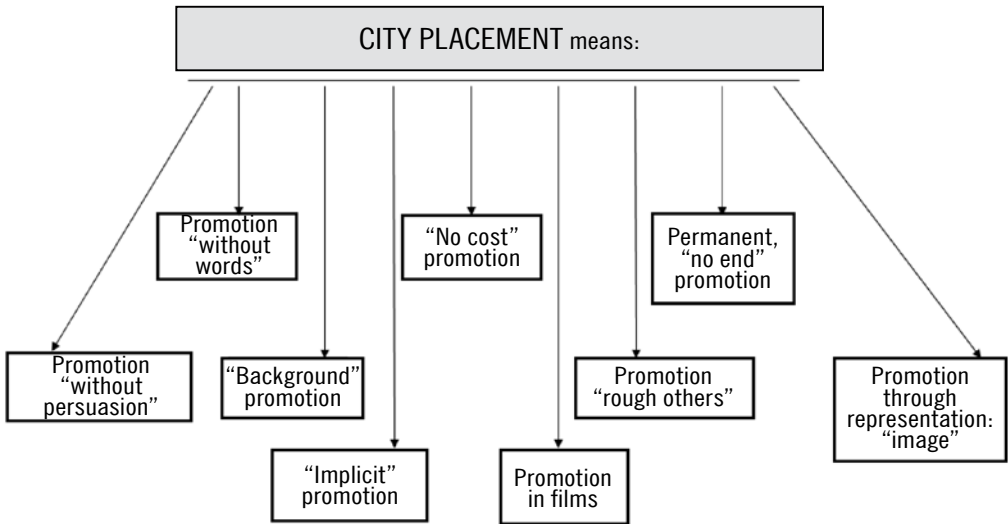 CITY PLACEMENT means:
Promotion
“without
words”
“No cost”
promotion
Permanent,
“no end”
promotion
Promotion
“without
persuasion”
“Background”
promotion
Promotion
“rough others”
Promotion
through
representation:
“image”
“Implicit”
promotion
Promotion
in films